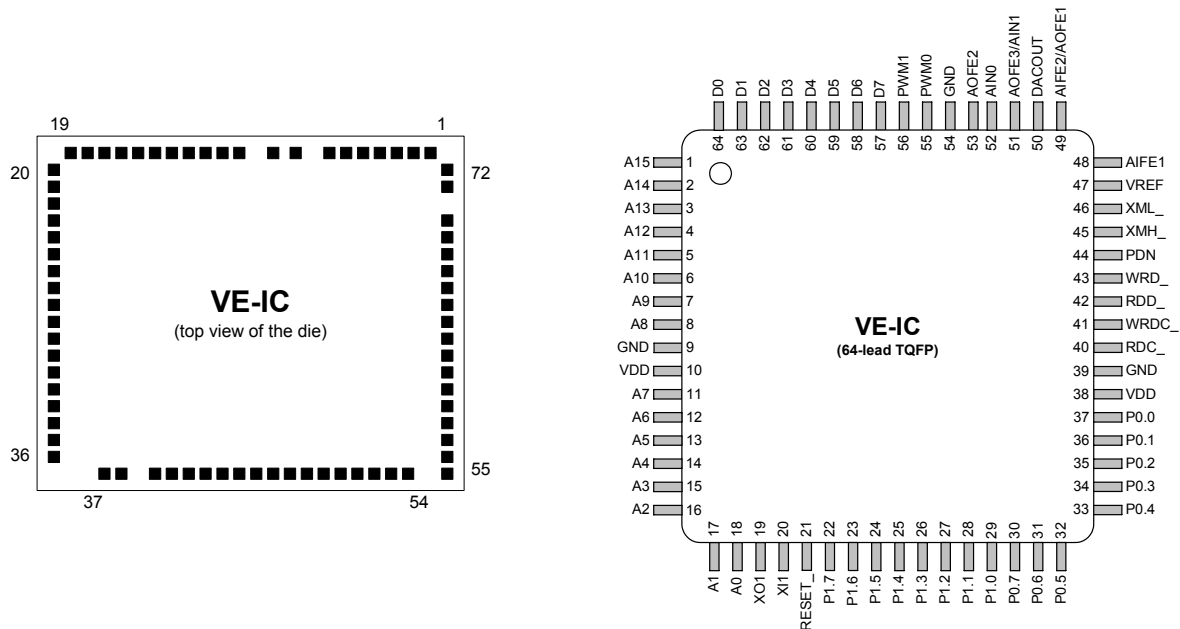 19
1
20
72
VE-IC
(top view of the die)
36
55
37
54
D0
D1
D2
D3
D4
D5
D6
D7
PWM1
PWM0
GND
AOFE2
AIN0
AOFE3/AIN1
DACOUT
AIFE2/AOFE1
64
63
62
61
60
59
58
57
56
55
54
53
52
51
50
49
A15 1
A14 2
A13 3
A12 4
A11 5
A10 6
A9 7
A8 8
GND 9
VDD 10
A7 11
A6 12
A5 13
A4 14
A3 15
A2 16
VE-IC
(64-lead TQFP)
48 AIFE1
47 VREF
46 XML_
45 XMH_
44 PDN
43 WRD_
42 RDD_
41 WRDC_
40 RDC_
39 GND
38 VDD
37 P0.0
36 P0.1
35 P0.2
34 P0.3
33 P0.4
17
18
19
20
21
22
23
24
25
26
27
28
29
30
31
32
A1
A0
XO1
XI1
RESET_
P1.7
P1.6
P1.5
P1.4
P1.3
P1.2
P1.1
P1.0
P0.7
P0.6
P0.5